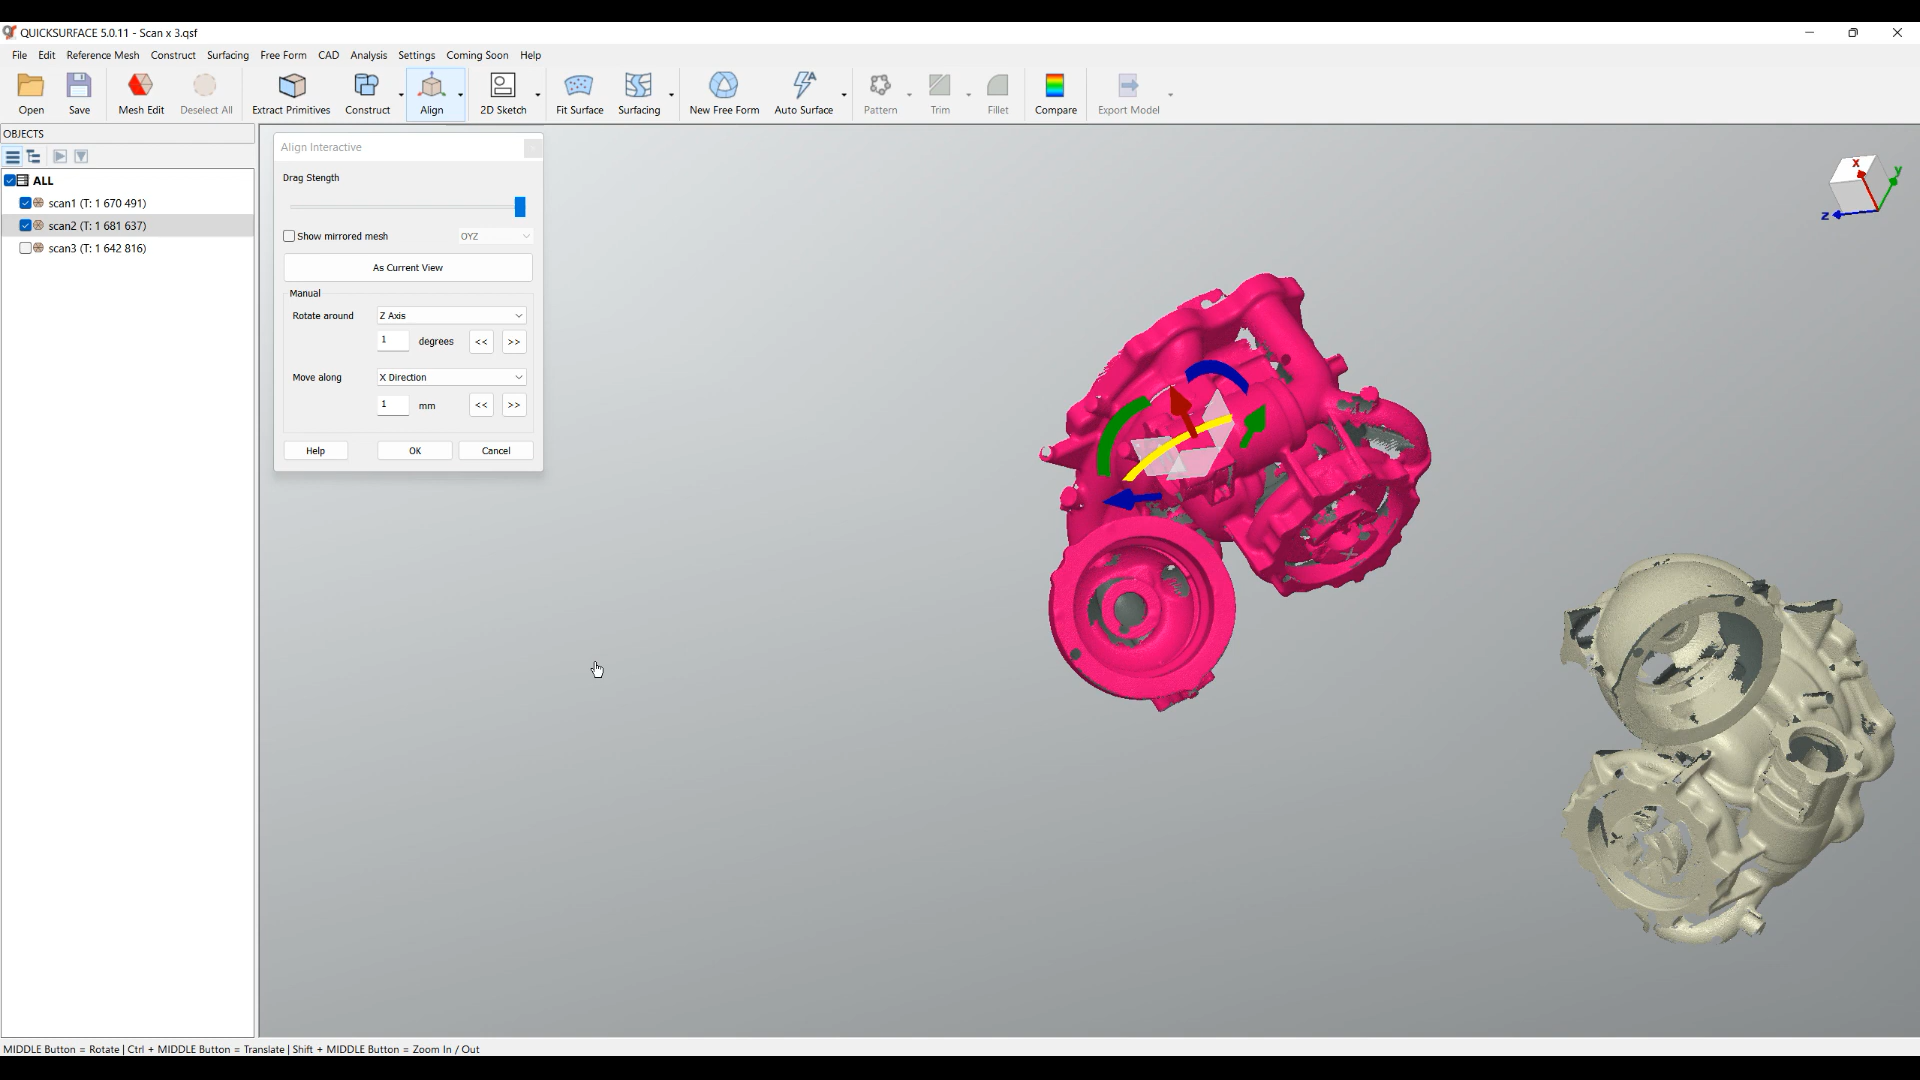 QUICKSURFACE 5.0.11 - Scan x 3.qsf
File Edit Reference Mesh Construct Surfacing Free Form CAD Analysis Settings Coming Soon Help
Open Save Mesh Edit Deselect All Extract Primitives Construct Align 2D Sketch Fit Surface Surfacing New Free Form Auto Surface Pattern Trim Fillet Compare Export Model
OBJECTS
ALL
scan1 (T: 1 670 491)
scan2 (T: 1 681 637)
scan3 (T: 1 642 816)
Align Interactive
Drag Stength
Show mirrored mesh OYZ
As Current View
Manual
Rotate around Z Axis
1 degrees << >>
Move along X Direction
1 mm << >>
Help OK Cancel
x
y
z
MIDDLE Button = Rotate | Ctrl + MIDDLE Button = Translate | Shift + MIDDLE Button = Zoom In / Out